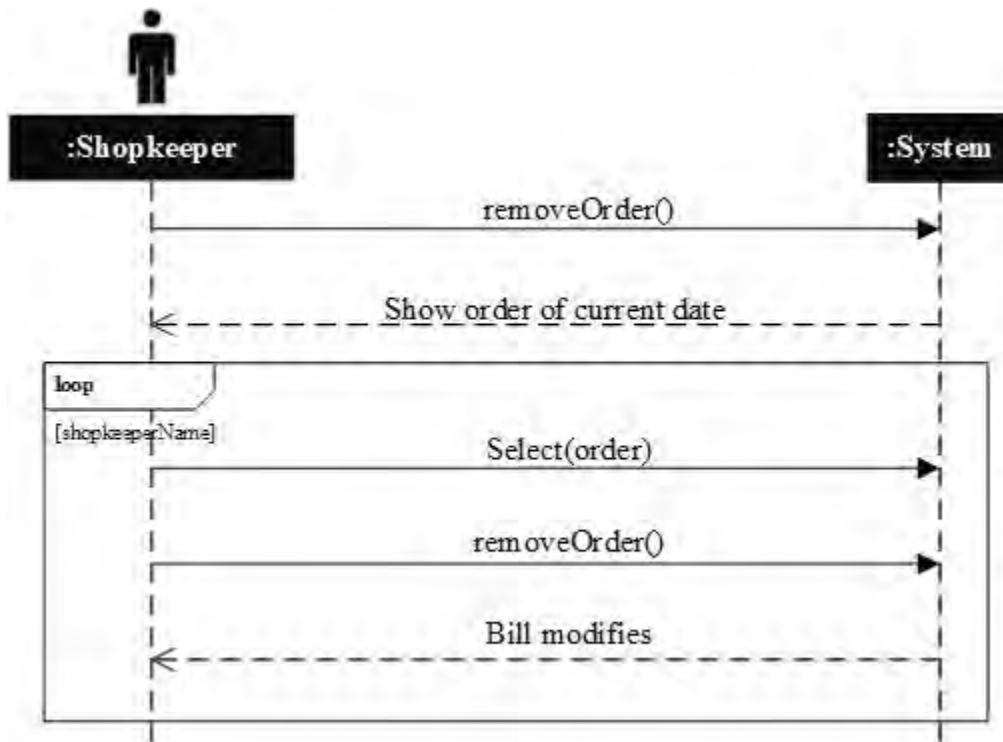 :Shopkeeper
:System
removeOrder()
Show order of current date
loop
[shopkeeperName]
Select(order)
removeOrder()
Bill modifies